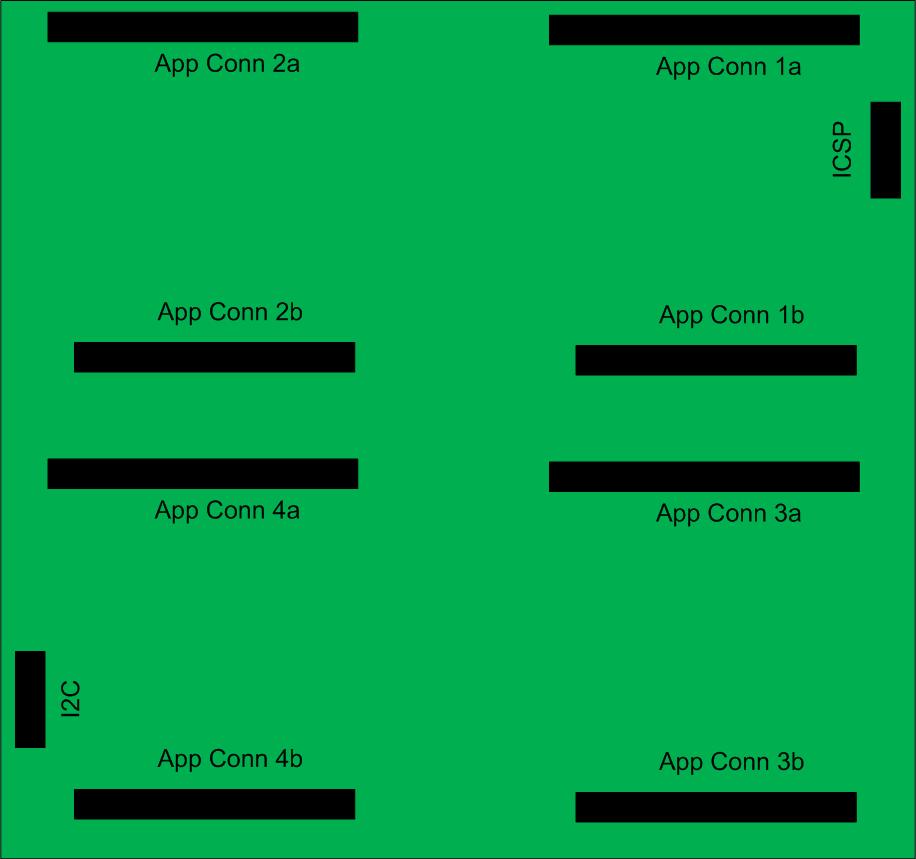 App Conn 2a
App Conn 1a
ICSP
App Conn 2b
App Conn 1b
App Conn 4a
App Conn 3a
I2C
App Conn 4b
App Conn 3b